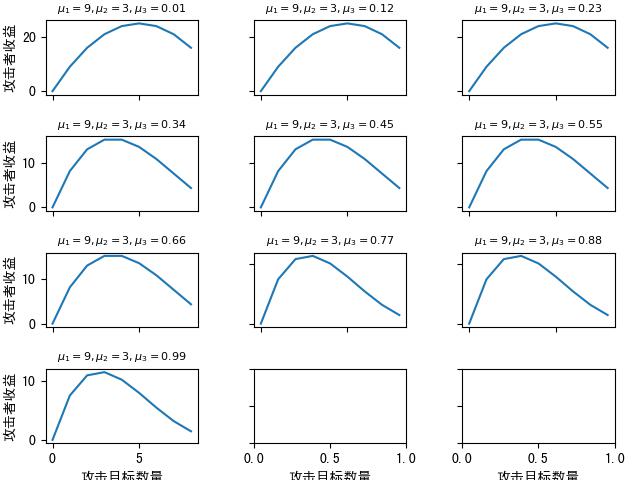 μ₁ = 9, μ₂ = 3, μ₃ = 0.01
μ₁ = 9, μ₂ = 3, μ₃ = 0.12
μ₁ = 9, μ₂ = 3, μ₃ = 0.23
攻击者收益
20
0
μ₁ = 9, μ₂ = 3, μ₃ = 0.34
μ₁ = 9, μ₂ = 3, μ₃ = 0.45
μ₁ = 9, μ₂ = 3, μ₃ = 0.55
攻击者收益
10
0
μ₁ = 9, μ₂ = 3, μ₃ = 0.66
μ₁ = 9, μ₂ = 3, μ₃ = 0.77
μ₁ = 9, μ₂ = 3, μ₃ = 0.88
攻击者收益
10
0
μ₁ = 9, μ₂ = 3, μ₃ = 0.99
攻击者收益
10
0
0 5
0.0 0.5 1.0
0.0 0.5 1.0
攻击目标数量
攻击目标数量
攻击目标数量